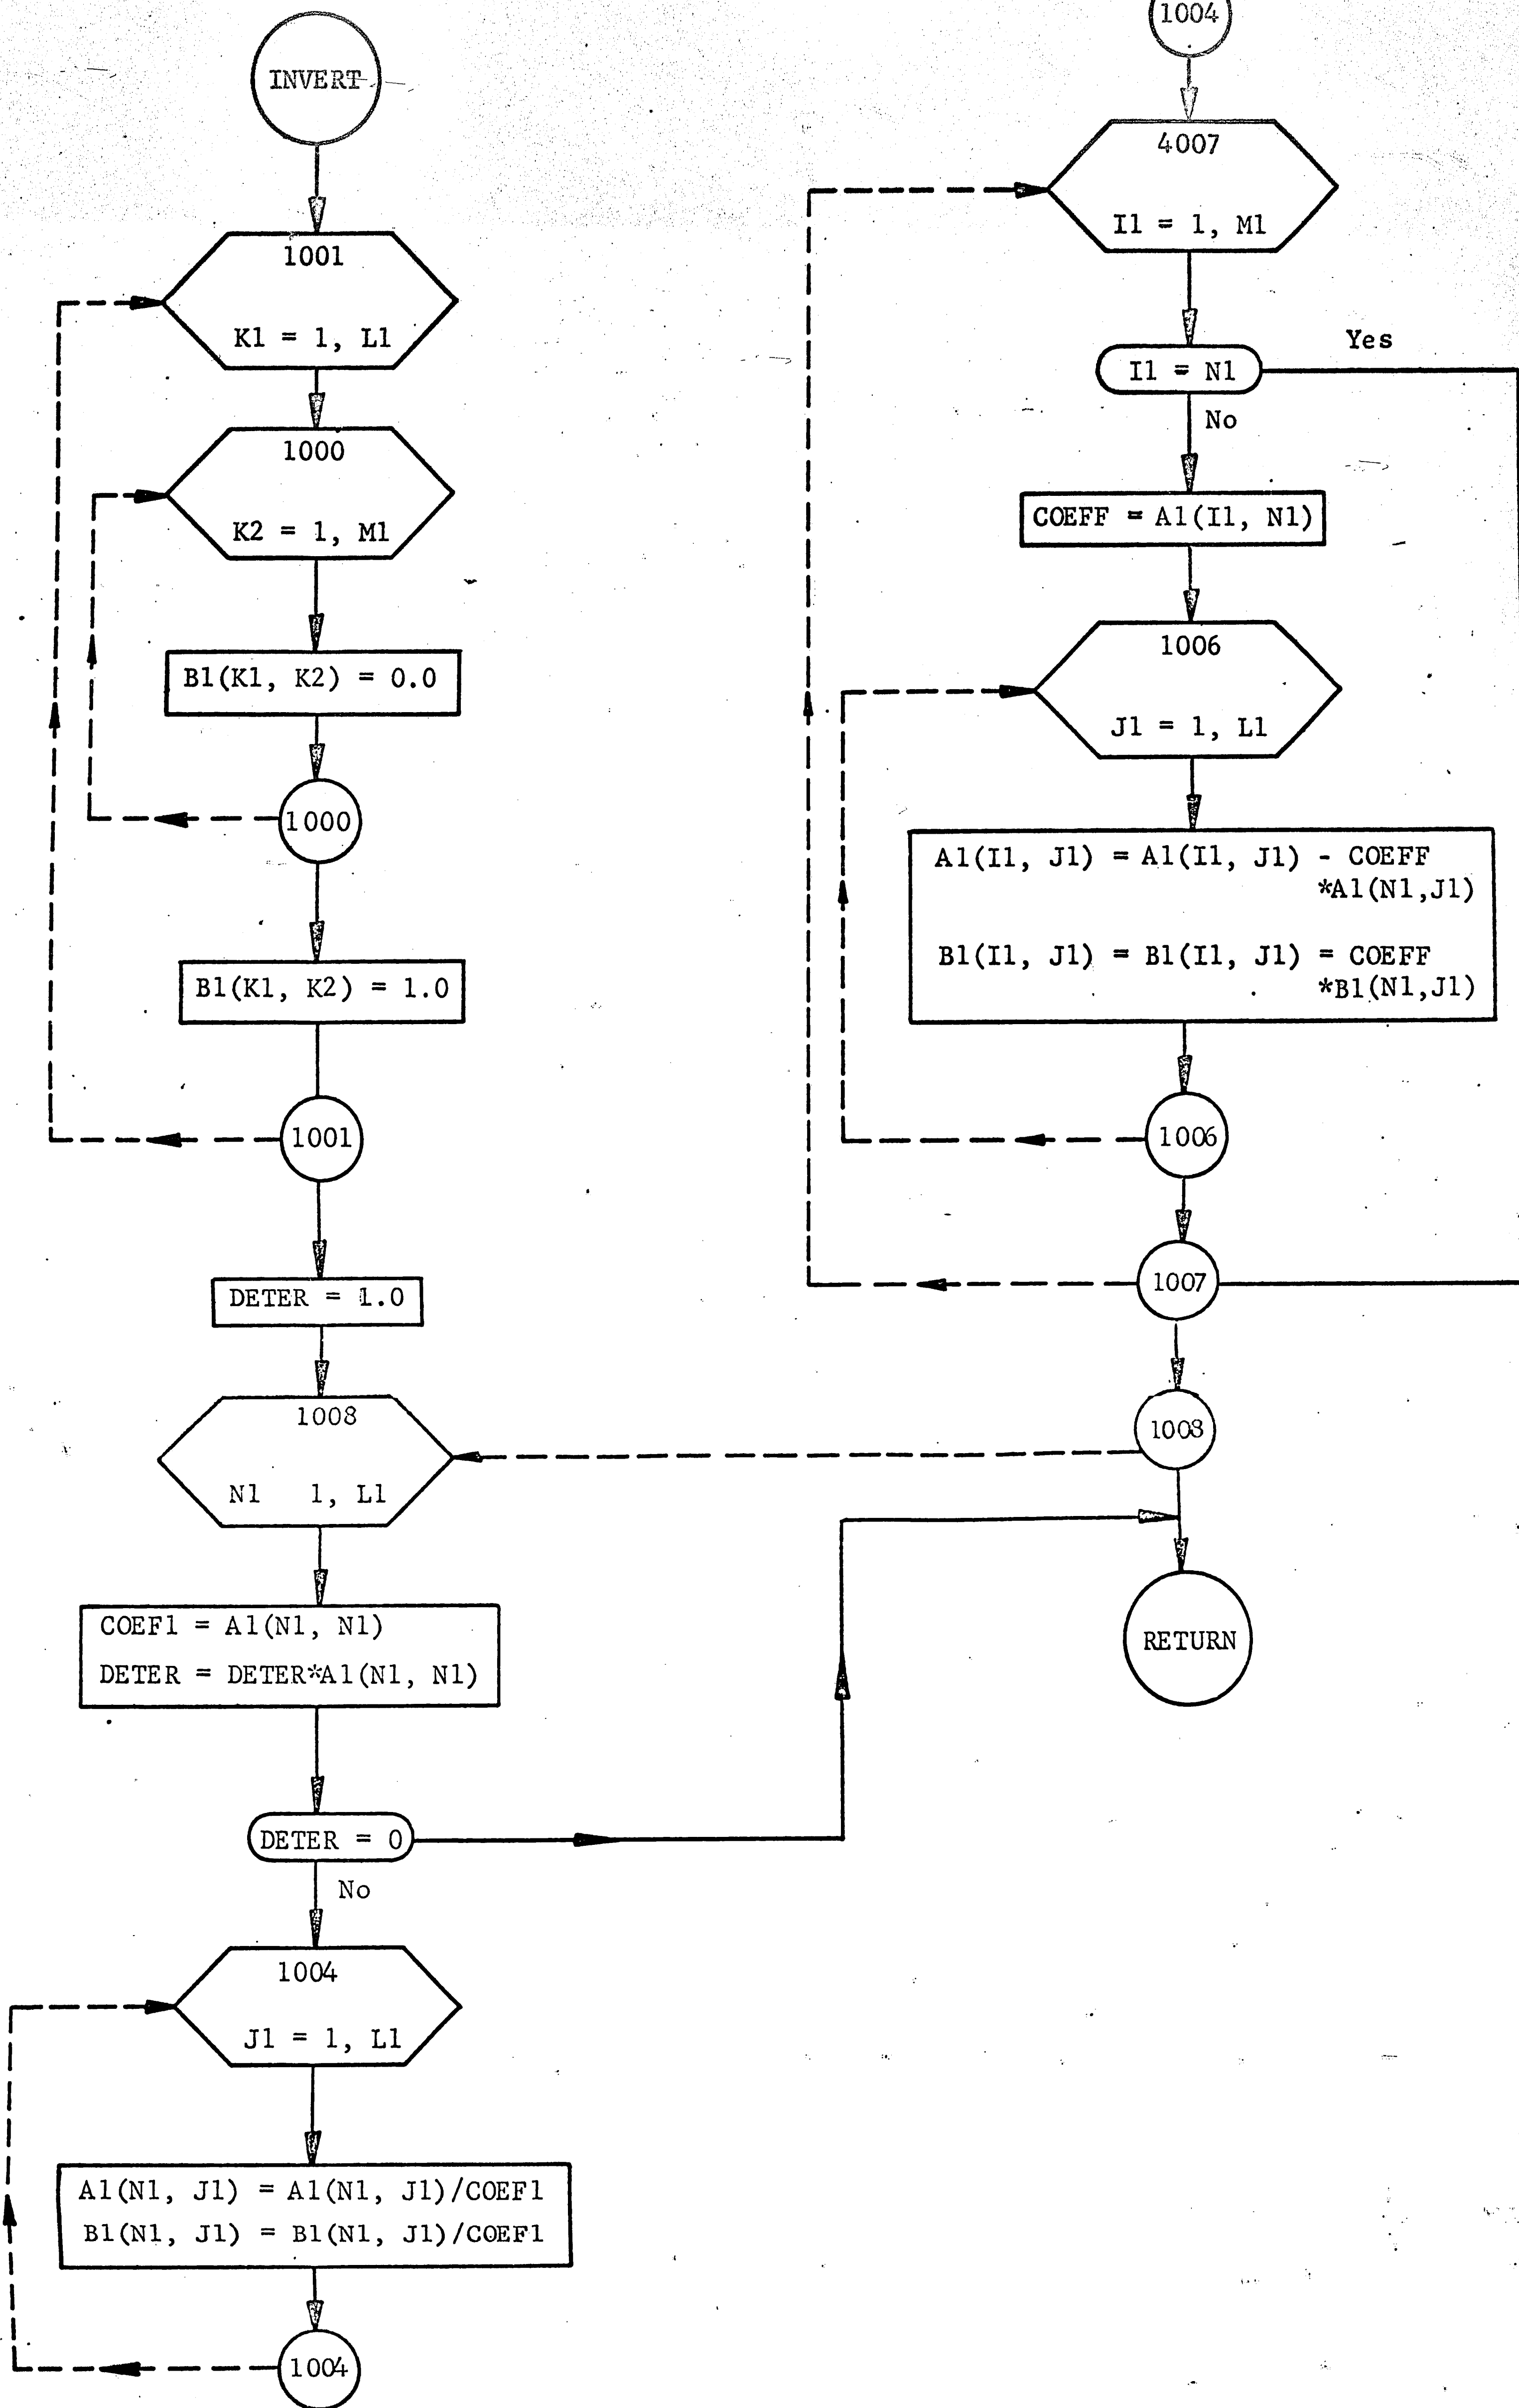 INVERT
1001
K1 = 1, L1
1000
K2 = 1, M1
B1(K1, K2) = 0.0
1000
B1(K1, K2) = 1.0
1001
DETER = 1.0
1008
N1 1, L1
COEF1 = A1(N1, N1)
DETER = DETER*A1(N1, N1)
DETER = 0
No
1004
J1 = 1, L1
A1(N1, J1) = A1(N1, J1)/COEF1
B1(N1, J1) = B1(N1, J1)/COEF1
1004
1004
4007
I1 = 1, M1
I1 = N1
Yes
No
COEFF = A1(I1, N1)
1006
J1 = 1, L1
A1(I1, J1) = A1(I1, J1) - COEFF
*A1(N1,J1)
B1(I1, J1) = B1(I1, J1) = COEFF
*B1(N1,J1)
1006
1007
1008
RETURN